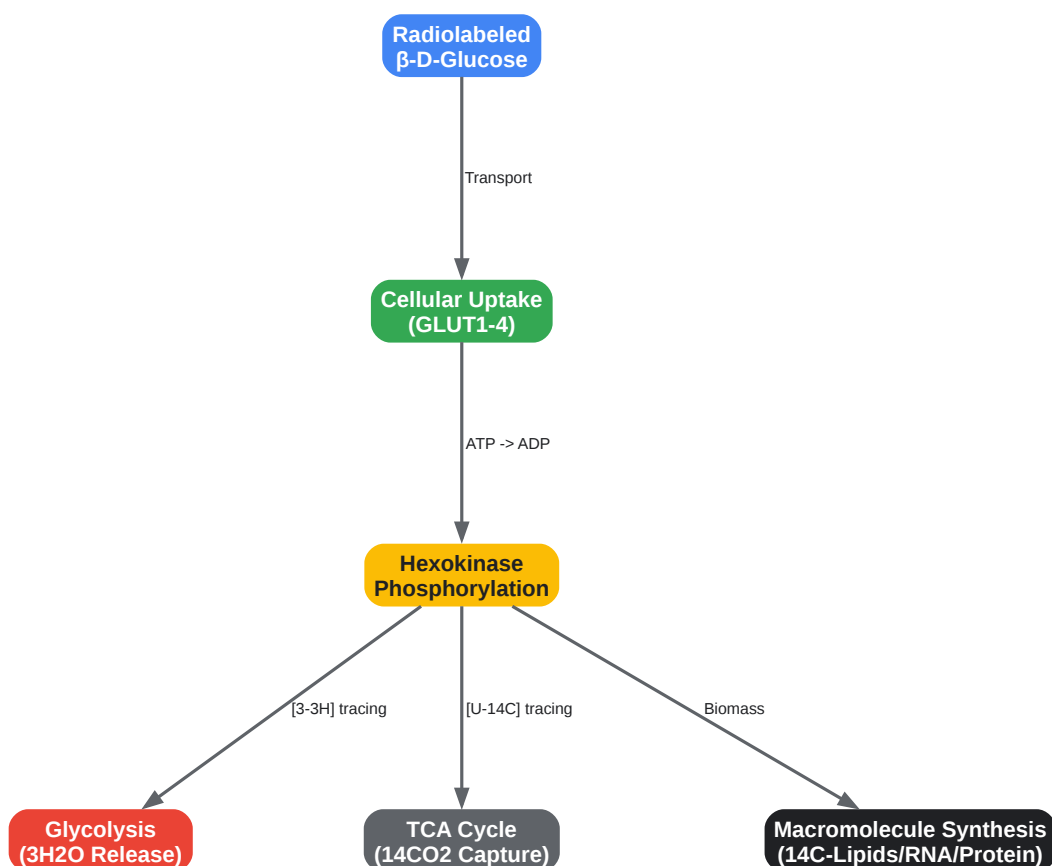 Radiolabeled
β-D-Glucose
Transport
Cellular Uptake
(GLUT1-4)
ATP -> ADP
Hexokinase
Phosphorylation
[3-3H] tracing
[U-14C] tracing
Biomass
Glycolysis
(3H2O Release)
TCA Cycle
(14CO2 Capture)
Macromolecule Synthesis
(14C-Lipids/RNA/Protein)